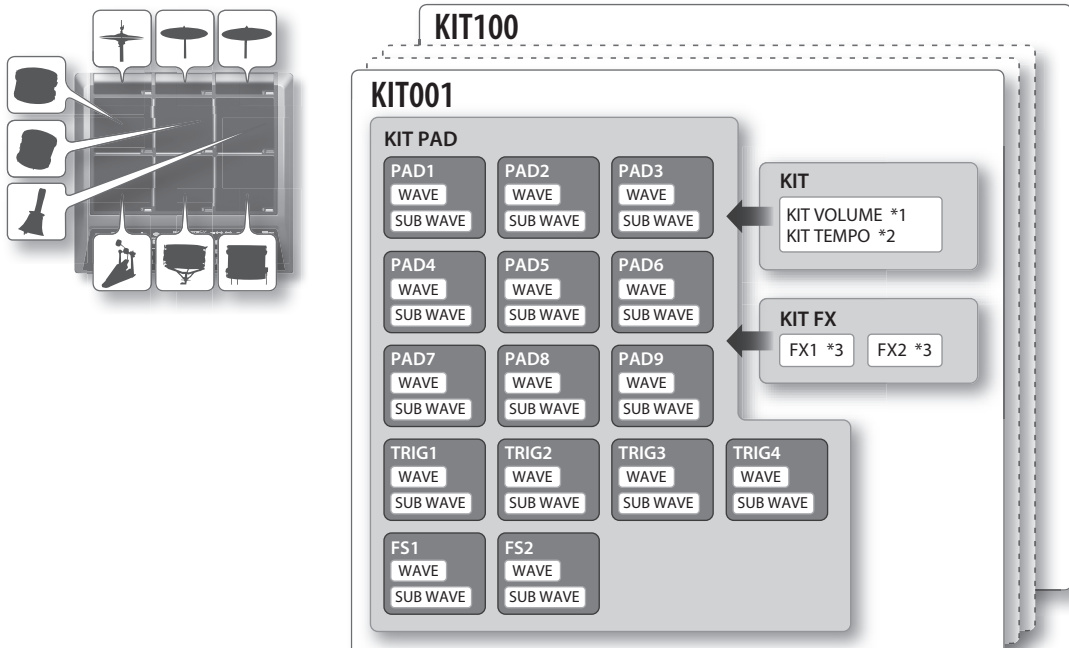 KIT100
KIT001
KIT PAD
PAD1 PAD2 PAD3
WAVE WAVE WAVE
SUB WAVE SUB WAVE SUB WAVE
PAD4 PAD5 PAD6
WAVE WAVE WAVE
SUB WAVE SUB WAVE SUB WAVE
PAD7 PAD8 PAD9
WAVE WAVE WAVE
SUB WAVE SUB WAVE SUB WAVE
TRIG1 TRIG2 TRIG3 TRIG4
WAVE WAVE WAVE WAVE
SUB WAVE SUB WAVE SUB WAVE SUB WAVE
FS1 FS2
WAVE WAVE
SUB WAVE SUB WAVE
KIT
KIT VOLUME *1
KIT TEMPO *2
KIT FX
FX1 *3 FX2 *3